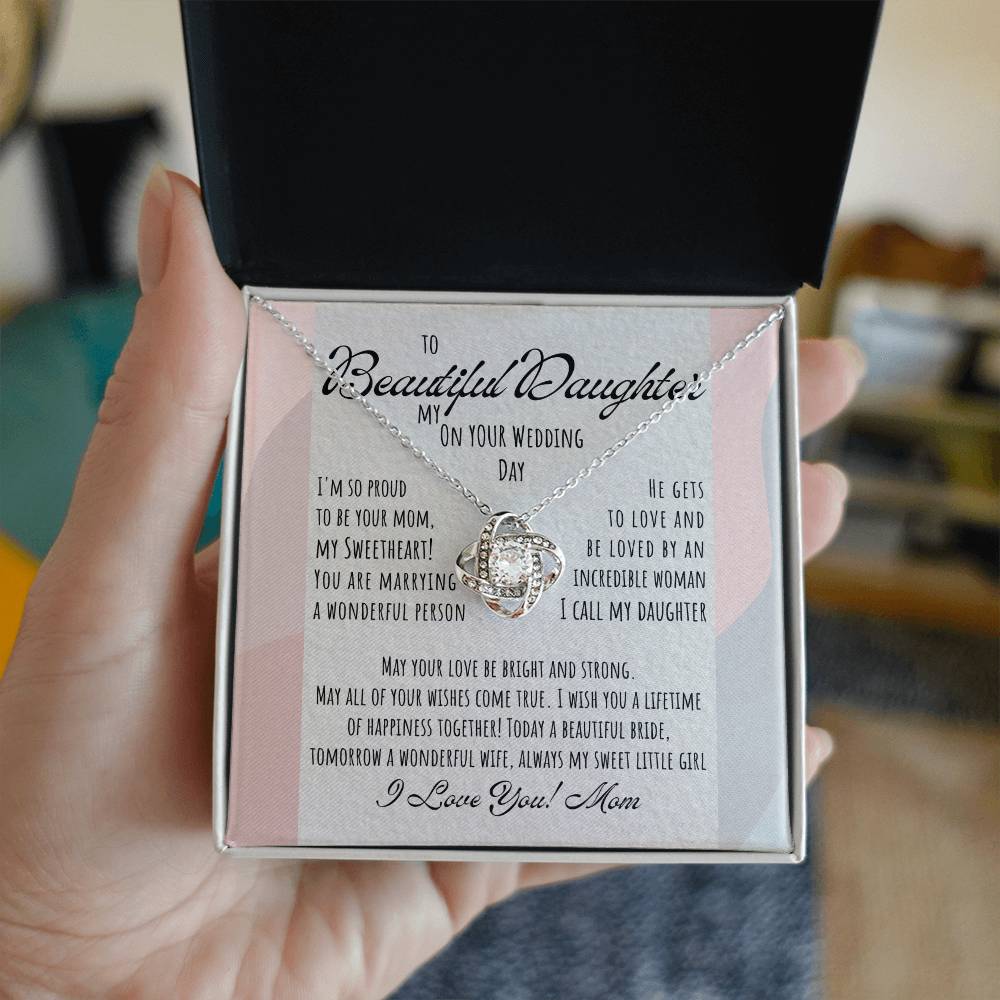 TO
Beautiful Daughter
MY
ON YOUR WEDDING
DAY
I'M SO PROUD
TO BE YOUR MOM,
MY SWEETHEART!
YOU ARE MARRYING
A WONDERFUL PERSON
HE GETS
TO LOVE AND
BE LOVED BY AN
INCREDIBLE WOMAN
I CALL MY DAUGHTER
MAY YOUR LOVE BE BRIGHT AND STRONG.
MAY ALL OF YOUR WISHES COME TRUE. I WISH YOU A LIFETIME
OF HAPPINESS TOGETHER! TODAY A BEAUTIFUL BRIDE,
TOMORROW A WONDERFUL WIFE, ALWAYS MY SWEET LITTLE GIRL
I Love You! Mom